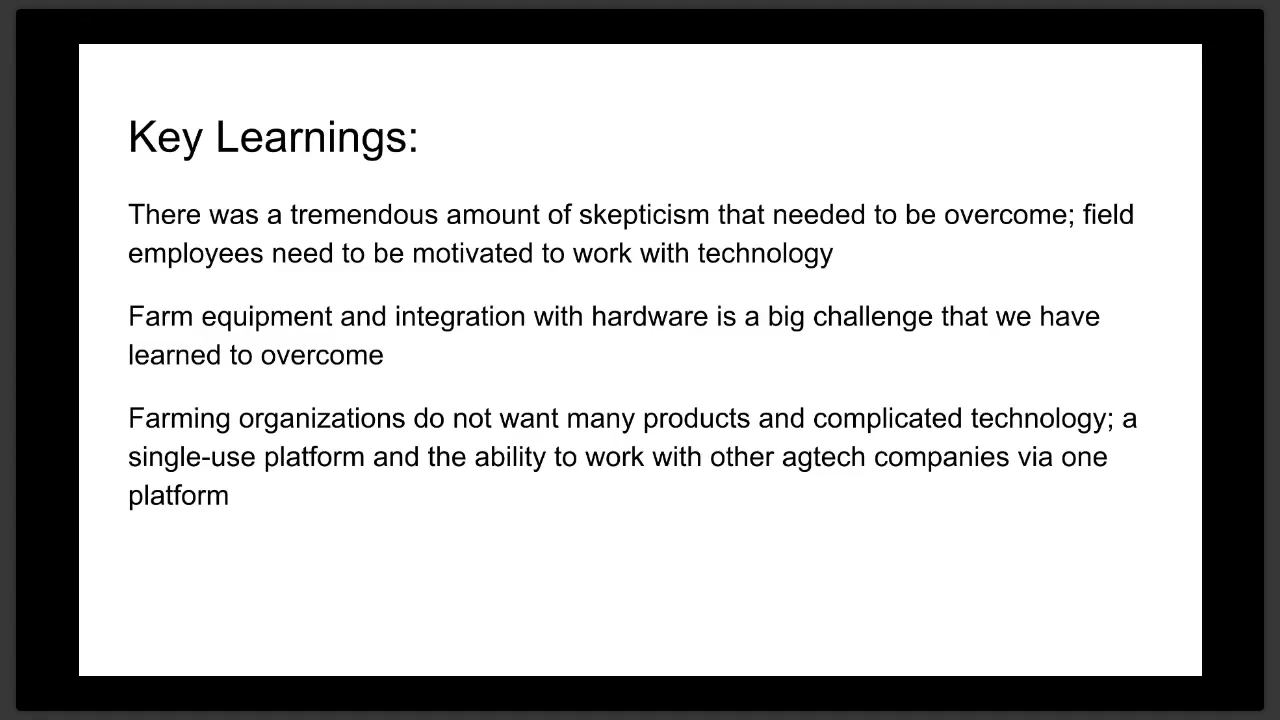 Key Learnings:
There was a tremendous amount of skepticism that needed to be overcome; field
employees need to be motivated to work with technology
Farm equipment and integration with hardware is a big challenge that we have
learned to overcome
Farming organizations do not want many products and complicated technology; a
single-use platform and the ability to work with other agtech companies via one
platform